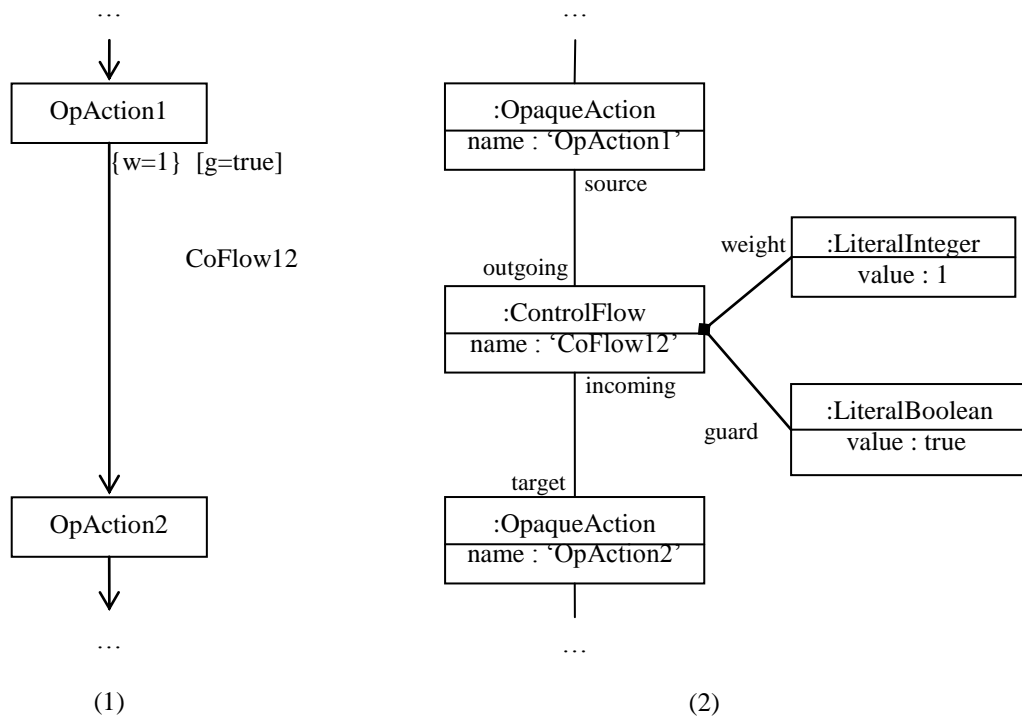 …
OpAction1
{w=1} [g=true]
CoFlow12
OpAction2
…
(1)
…
:OpaqueAction
name : ‘OpAction1’
source
outgoing
:ControlFlow
name : ‘CoFlow12’
incoming
target
:OpaqueAction
name : ‘OpAction2’
…
weight
:LiteralInteger
value : 1
guard
:LiteralBoolean
value : true
(2)